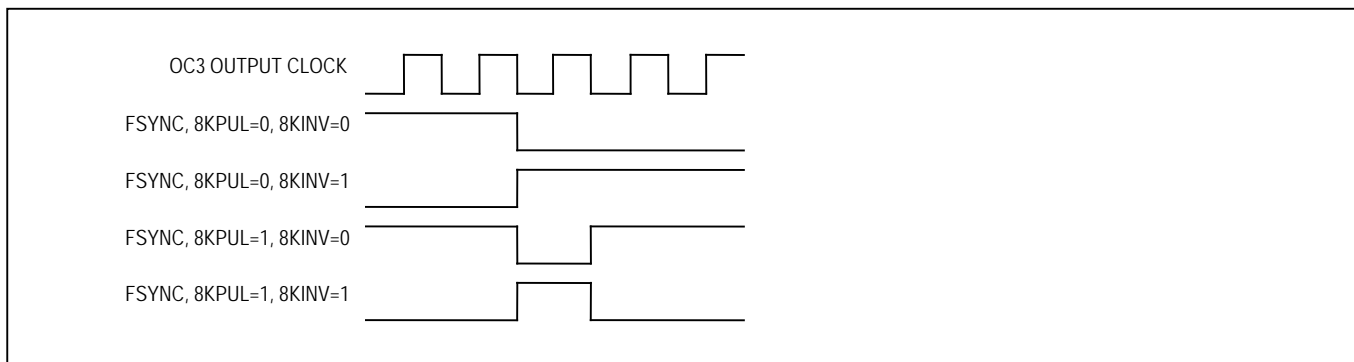 OC3 OUTPUT CLOCK
FSYNC, 8KPUL=0, 8KINV=0
FSYNC, 8KPUL=0, 8KINV=1
FSYNC, 8KPUL=1, 8KINV=0
FSYNC, 8KPUL=1, 8KINV=1